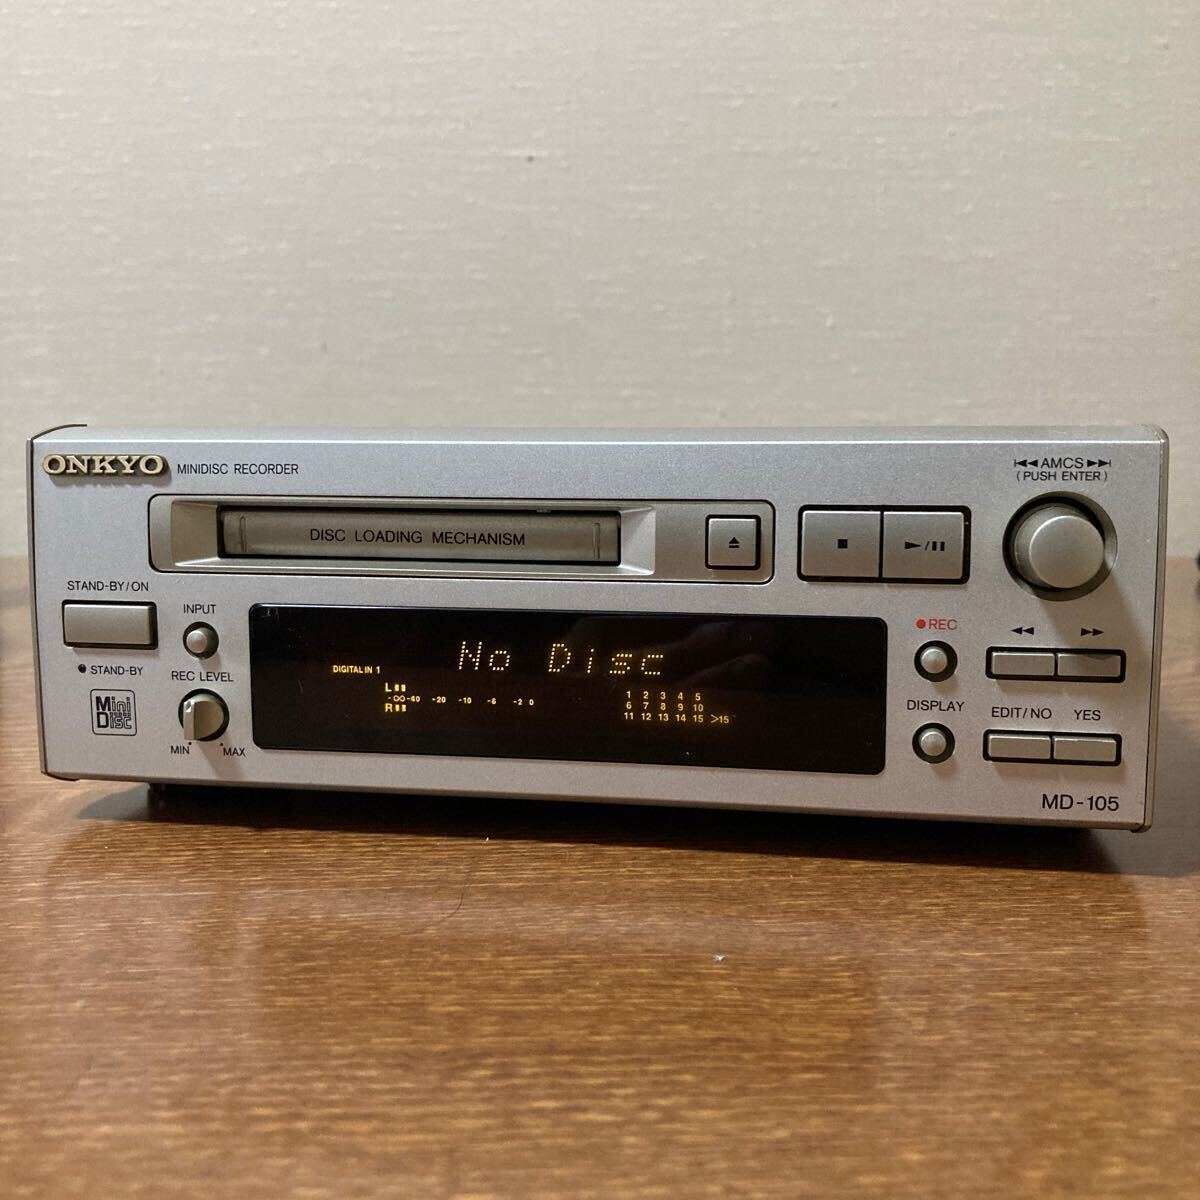 ONKYO MINIDISC RECORDER
⏮◀◀ AMCS ▶▶⏭
(PUSH ENTER)
DISC LOADING MECHANISM
STAND-BY/ON
INPUT
● STAND-BY
REC LEVEL
MIN MAX
Mini Disc
No Disc
DIGITAL IN 1
L
-∞ -40 -20 -10 -6 -2 0
R
1 2 3 4 5
6 7 8 9 10
11 12 13 14 15 >15
● REC
DISPLAY
EDIT/NO YES
MD-105